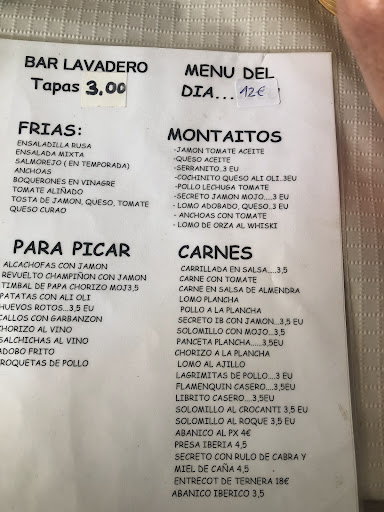 BAR LAVADERO
Tapas 3,00
MENU DEL
DIA... 12€
FRIAS:
ENSALADILLA RUSA
ENSALADA MIXTA
SALMOREJO ( EN TEMPORADA)
ANCHOAS
BOQUERONES EN VINAGRE
TOMATE ALIÑADO
TOSTA DE JAMON, QUESO, TOMATE
QUESO CURAO
MONTAITOS
-JAMON TOMATE ACEITE
-QUESO ACEITE
-SERRANITO..3 EU
-COCHINITO QUESO ALI OLI.3EU
-POLLO LECHUGA TOMATE
-SECRETO JAMON MOJO....3 EU
- LOMO ADOBADO, QUESO..3 EU
- ANCHOAS CON TOMATE
- LOMO DE ORZA AL WHISKI
PARA PICAR
ALCACHOFAS CON JAMON
REVUELTO CHAMPIÑON CON JAMON
TIMBAL DE PAPA CHORIZO MOJ3,5
PATATAS CON ALI OLI
HUEVOS ROTOS...3,5 EU
CALLOS CON GARBANZON
CHORIZO AL VINO
SALCHICHAS AL VINO
ADOBO FRITO
CROQUETAS DE POLLO
CARNES
CARRILLADA EN SALSA.....3,5
CARNE CON TOMATE
CARNE EN SALSA DE ALMENDRA
LOMO PLANCHA
POLLO A LA PLANCHA
SECRETO IB CON JAMON...3,5 EU
SOLOMILLO CON MOJO..3,5
PANCETA PLANCHA.....3,5EU
CHORIZO A LA PLANCHA
LOMO AL AJILLO
LAGRIMITAS DE POLLO...3 EU
FLAMENQUIN CASERO....3,5EU
LIBRITO CASERO....3,5EU
SOLOMILLO AL CROCANTI 3,5 EU
SOLOMILLO AL ROQUE 3,5 EU
ABANICO AL PX 4€
PRESA IBERIA 4,5
SECRETO CON RULO DE CABRA Y
MIEL DE CAÑA 4,5
ENTRECOT DE TERNERA 18€
ABANICO IBERICO 3,5